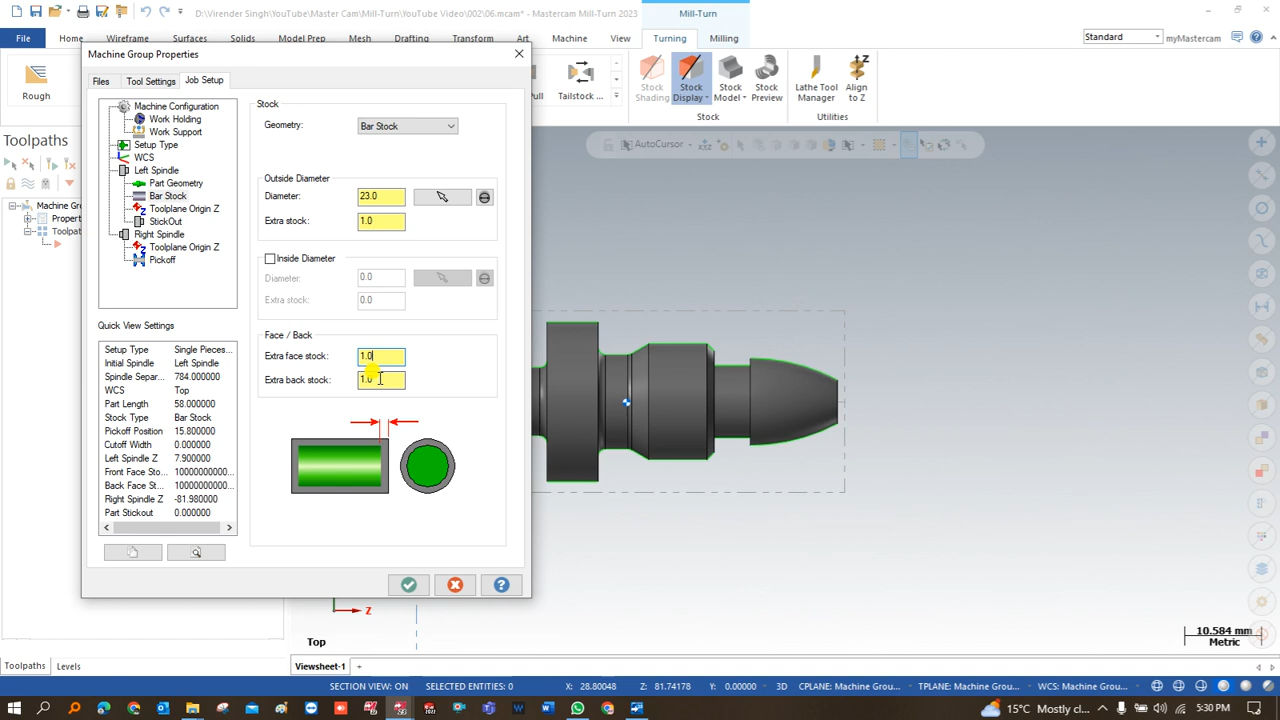 D:\Virender Singh\YouTube\Master Cam\Mill-Turn\YouTube Video\002\06.mcam* - Mastercam Mill-Turn 2023
Mill-Turn
File
Home
Wireframe
Surfaces
Solids
Model Prep
Mesh
Drafting
Transform
Art
Machine
View
Turning
Milling
Standard
myMastercam
Rough
Pull
Tailstock ...
Stock Shading
Stock Display
Stock Model
Stock Preview
Lathe Tool Manager
Align to Z
Stock
Utilities
Machine Group Properties
Files
Tool Settings
Job Setup
Machine Configuration
Work Holding
Work Support
Setup Type
WCS
Left Spindle
Part Geometry
Bar Stock
Toolplane Origin Z
StickOut
Right Spindle
Toolplane Origin Z
Pickoff
Quick View Settings
Setup Type Single Pieces...
Initial Spindle Left Spindle
Spindle Separ... 784.000000
WCS Top
Part Length 58.000000
Stock Type Bar Stock
Pickoff Position 15.800000
Cutoff Width 0.000000
Left Spindle Z 7.900000
Front Face Sto... 10000000000...
Back Face St... 10000000000...
Right Spindle Z -81.980000
Part Stickout 0.000000
Stock
Geometry: Bar Stock
Outside Diameter
Diameter: 23.0
Extra stock: 1.0
Inside Diameter
Diameter: 0.0
Extra stock: 0.0
Face / Back
Extra face stock: 1.0
Extra back stock: 1.0
Toolpaths
Machine Grou
Propert
Toolpat
AutoCursor
Z
Top
10.584 mm
Metric
Toolpaths
Levels
Viewsheet-1
+
SECTION VIEW: ON
SELECTED ENTITIES: 0
X: 28.80048
Z: 81.74178
Y: 0.00000
3D
CPLANE: Machine Grou...
TPLANE: Machine Grou...
WCS: Machine Grou...
15°C Mostly cl...
5:30 PM